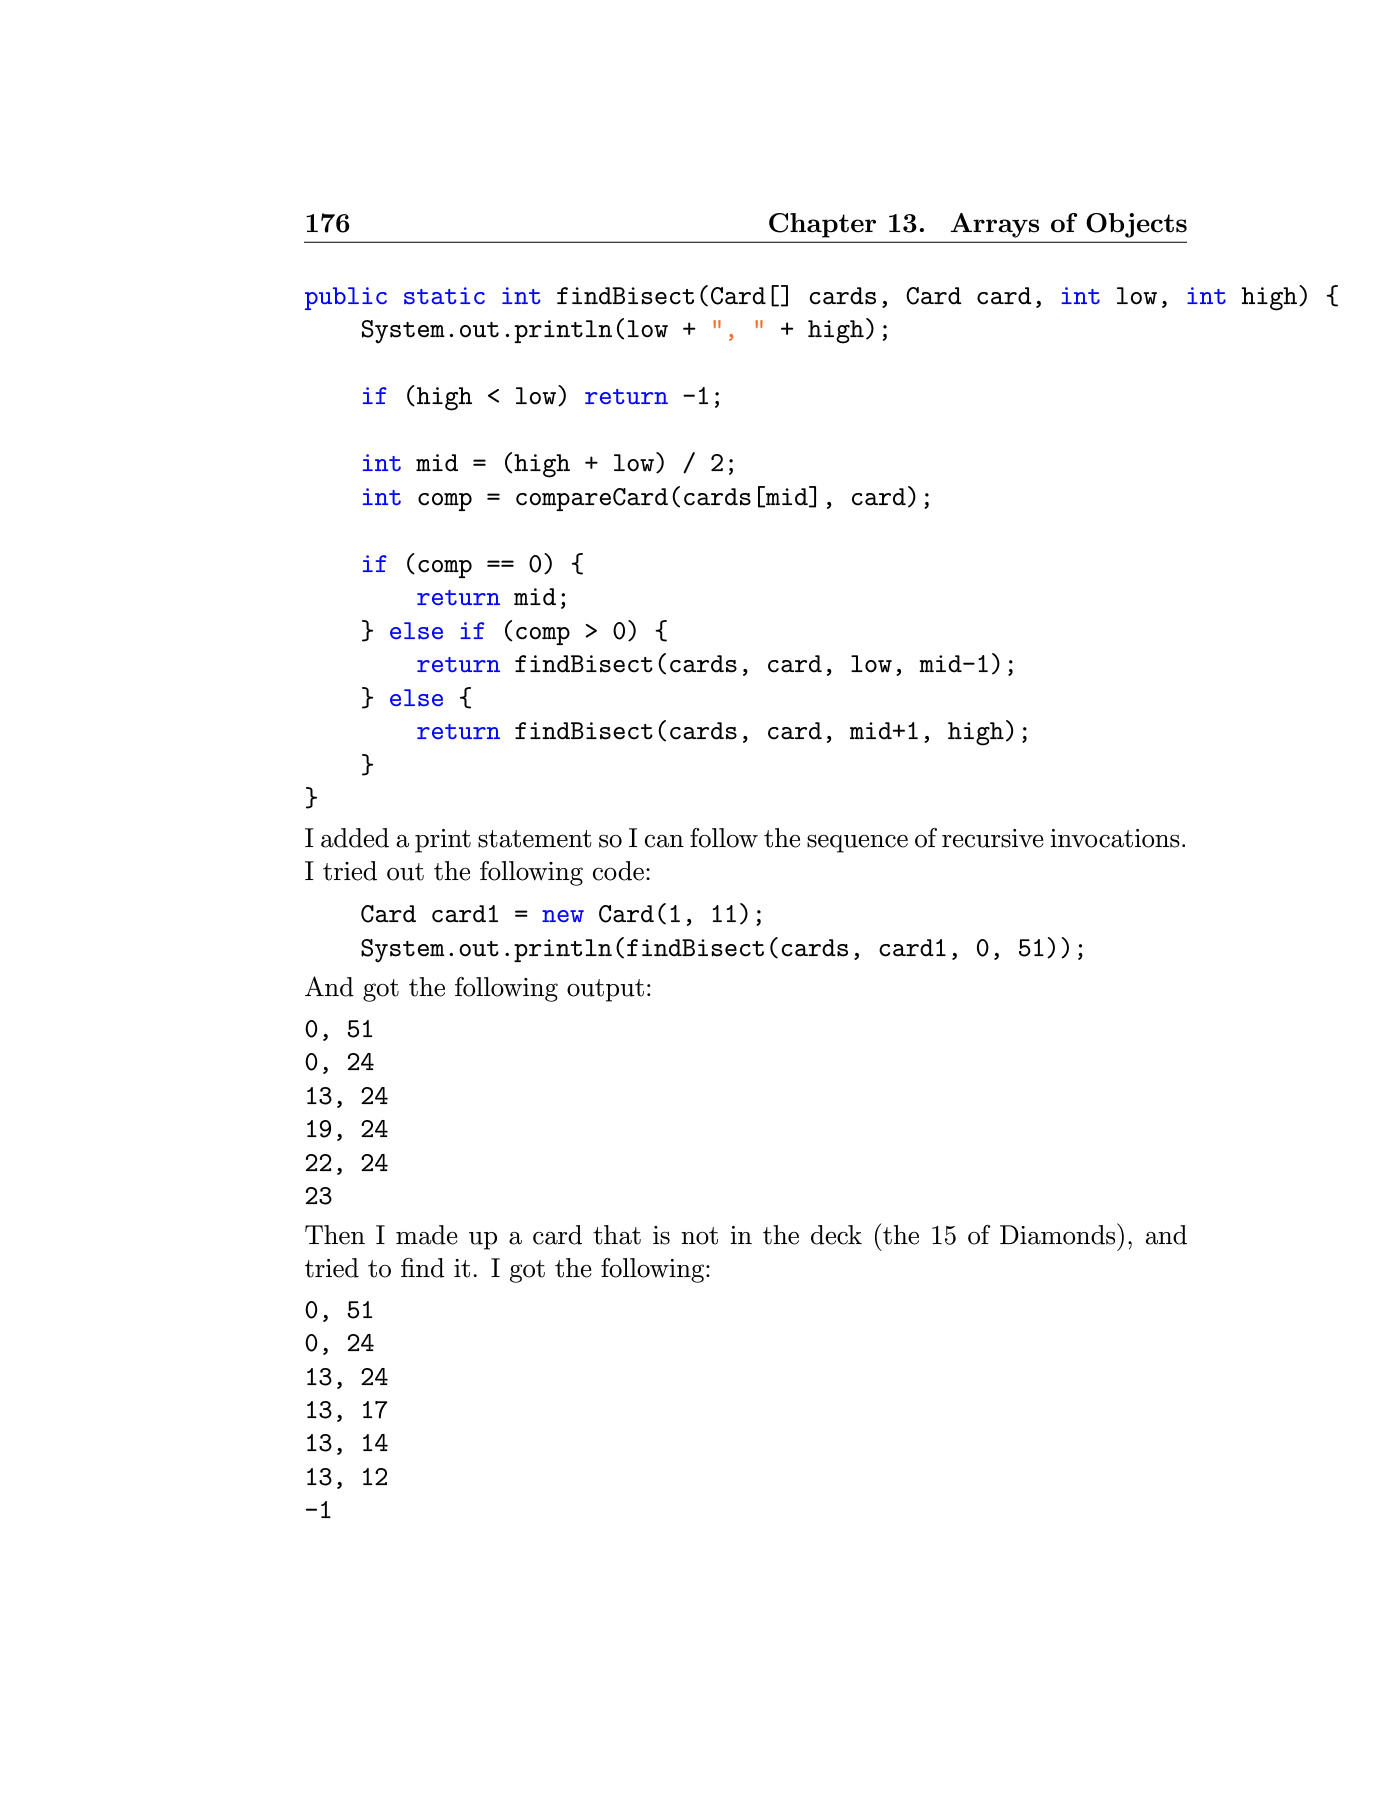 176 Chapter 13. Arrays of Objects
public static int findBisect(Card[] cards, Card card, int low, int high) {
    System.out.println(low + ", " + high);

    if (high < low) return -1;

    int mid = (high + low) / 2;
    int comp = compareCard(cards[mid], card);

    if (comp == 0) {
        return mid;
    } else if (comp > 0) {
        return findBisect(cards, card, low, mid-1);
    } else {
        return findBisect(cards, card, mid+1, high);
    }
}
I added a print statement so I can follow the sequence of recursive invocations.
I tried out the following code:
    Card card1 = new Card(1, 11);
    System.out.println(findBisect(cards, card1, 0, 51));
And got the following output:
0, 51
0, 24
13, 24
19, 24
22, 24
23
Then I made up a card that is not in the deck (the 15 of Diamonds), and
tried to find it. I got the following:
0, 51
0, 24
13, 24
13, 17
13, 14
13, 12
-1